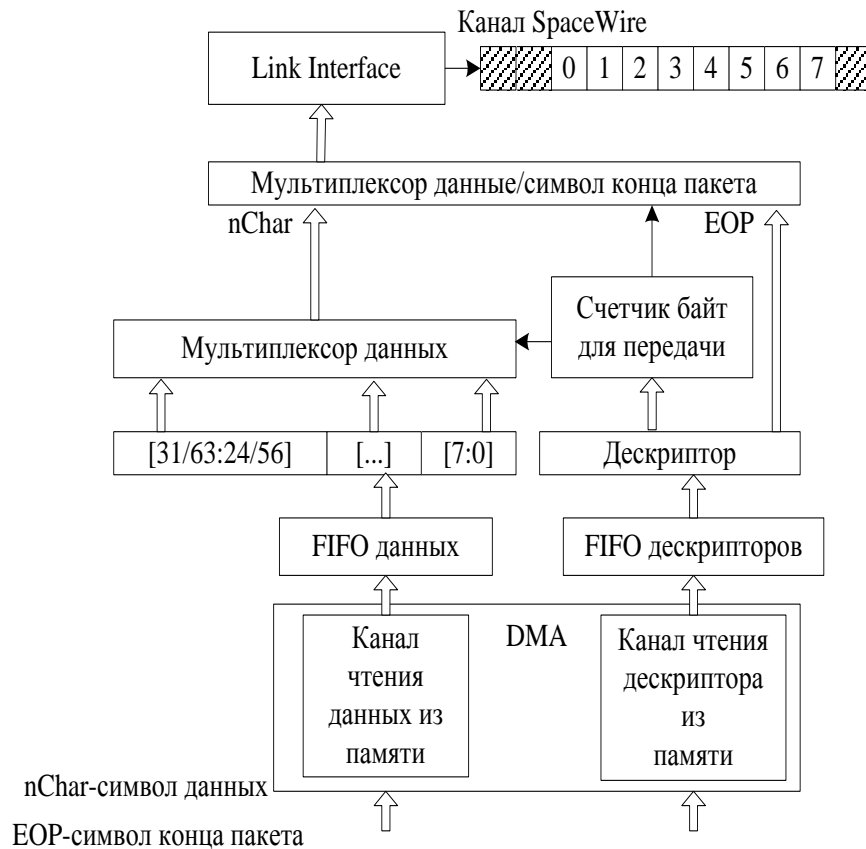 Канал SpaceWire
Link Interface
0 1 2 3 4 5 6 7
Мультиплексор данные/символ конца пакета
nChar
EOP
Счетчик байт
для передачи
Мультиплексор данных
[31/63:24/56] [...] [7:0]
Дескриптор
FIFO данных
FIFO дескрипторов
DMA
Канал
чтения
данных из
памяти
Канал чтения
дескриптора
из
памяти
nChar-символ данных
EOP-символ конца пакета